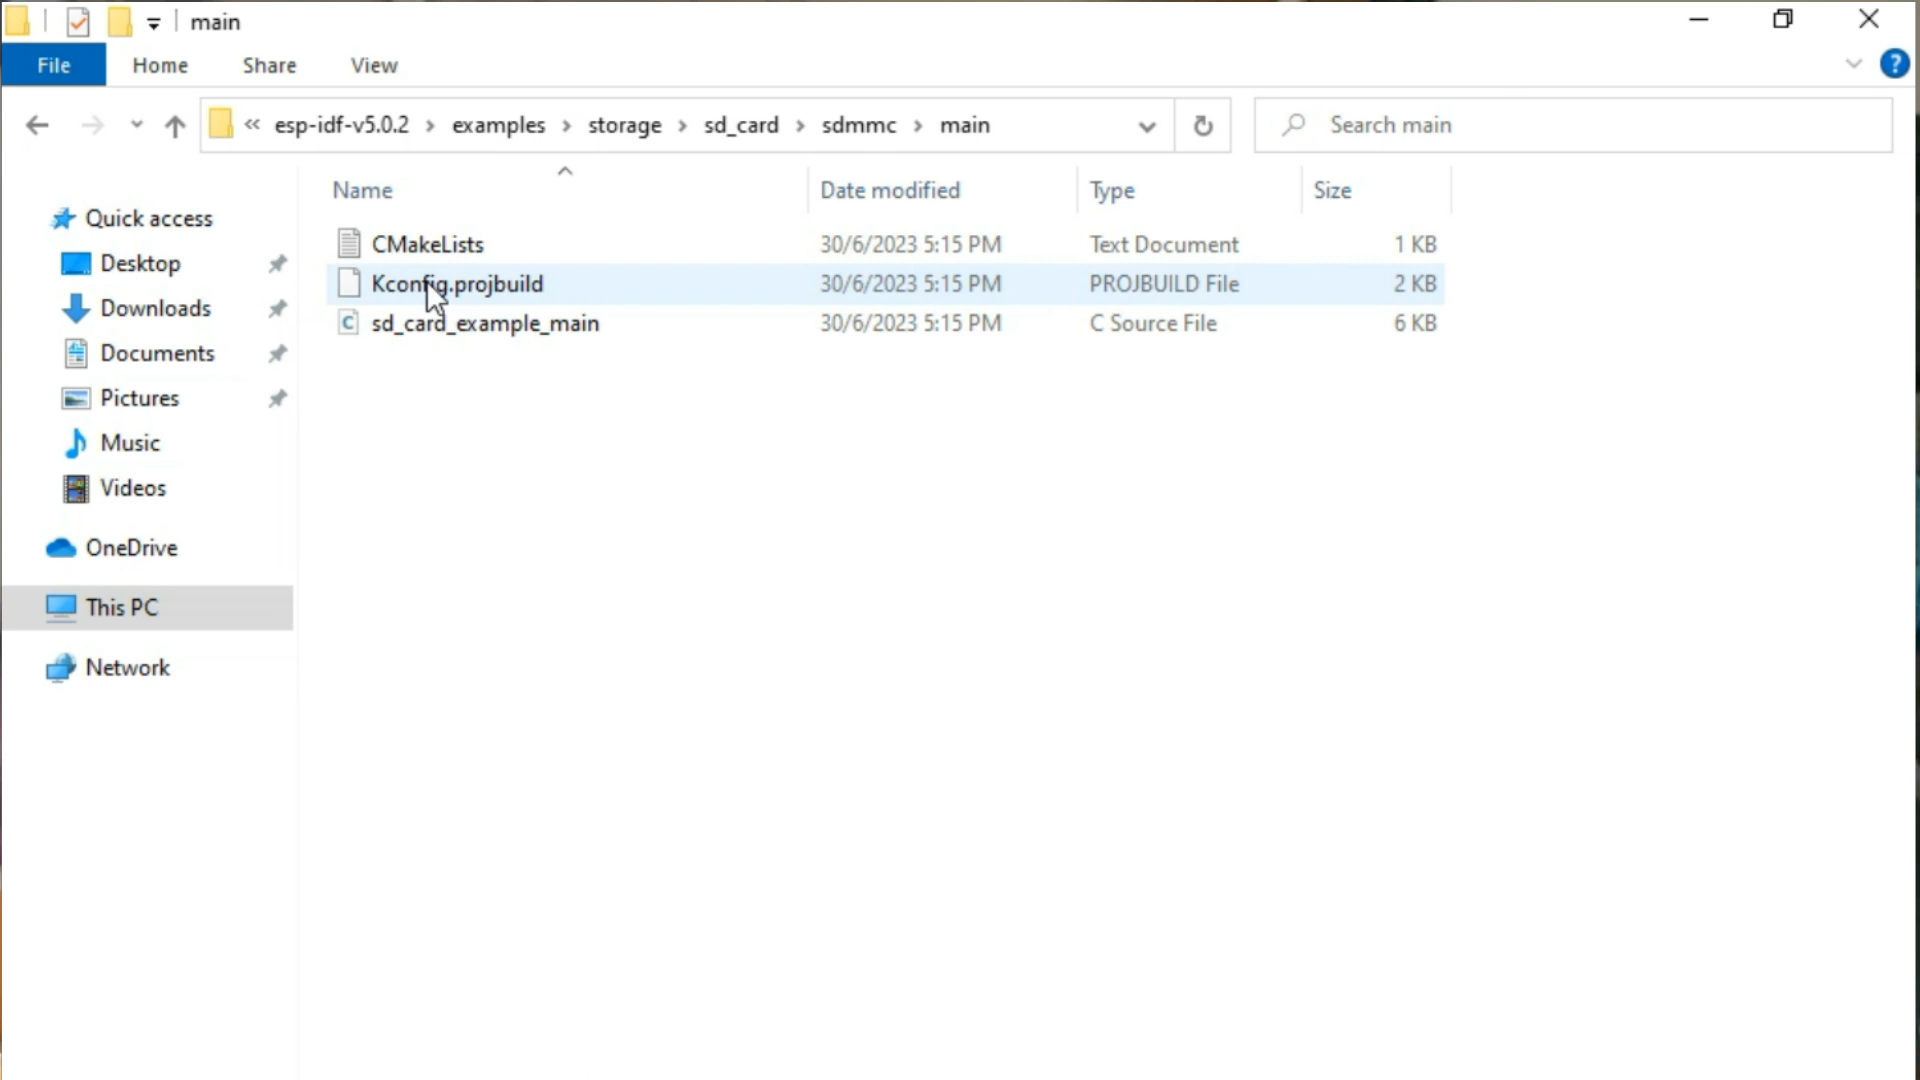 main
File Home Share View
« esp-idf-v5.0.2 › examples › storage › sd_card › sdmmc › main
Search main
Name Date modified Type Size
Quick access
Desktop
Downloads
Documents
Pictures
Music
Videos
OneDrive
This PC
Network
CMakeLists 30/6/2023 5:15 PM Text Document 1 KB
Kconfig.projbuild 30/6/2023 5:15 PM PROJBUILD File 2 KB
sd_card_example_main 30/6/2023 5:15 PM C Source File 6 KB